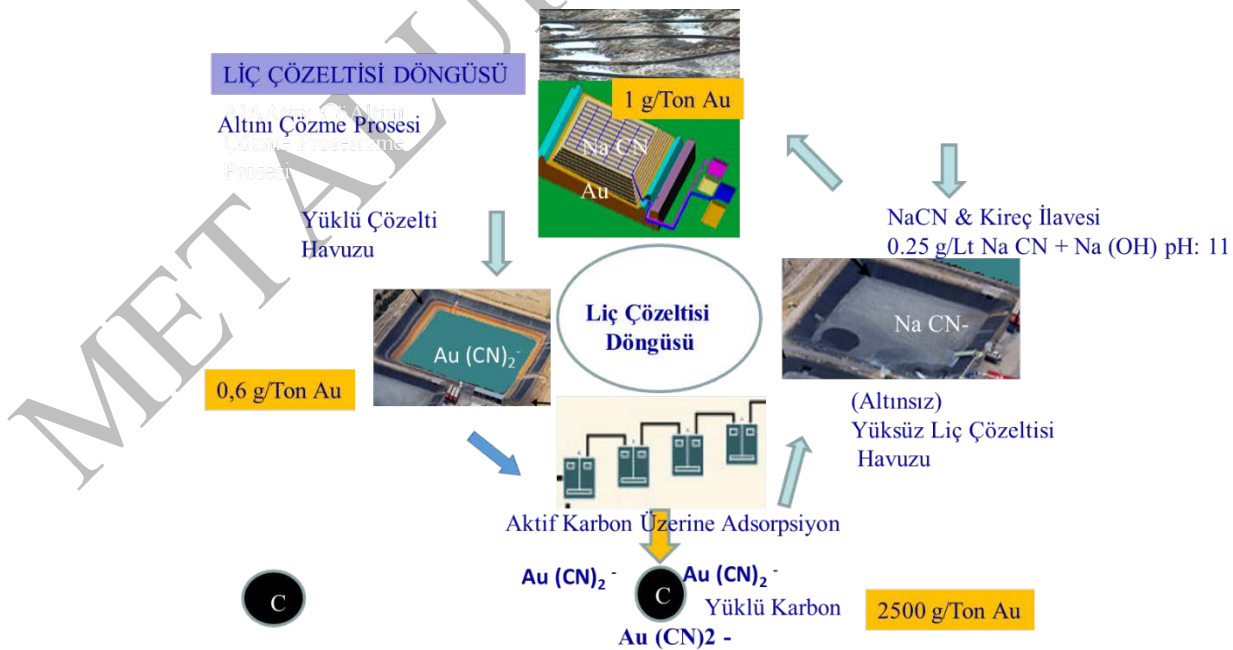 METALUR
LİÇ ÇÖZELTİSİ DÖNGÜSÜ
1 g/Ton Au
Altını Çözme Prosesi
Prosesi
Na CN
Au
Yüklü Çözelti
Havuzu
NaCN & Kireç İlavesi
0.25 g/Lt Na CN + Na (OH) pH: 11
Liç Çözeltisi
Döngüsü
Na CN-
Au (CN)₂⁻
0,6 g/Ton Au
(Altınsız)
Yüksüz Liç Çözeltisi
Havuzu
Aktif Karbon Üzerine Adsorpsiyon
Au (CN)₂ -
Au (CN)₂ -
C
C
Yüklü Karbon
2500 g/Ton Au
Au (CN)2 -